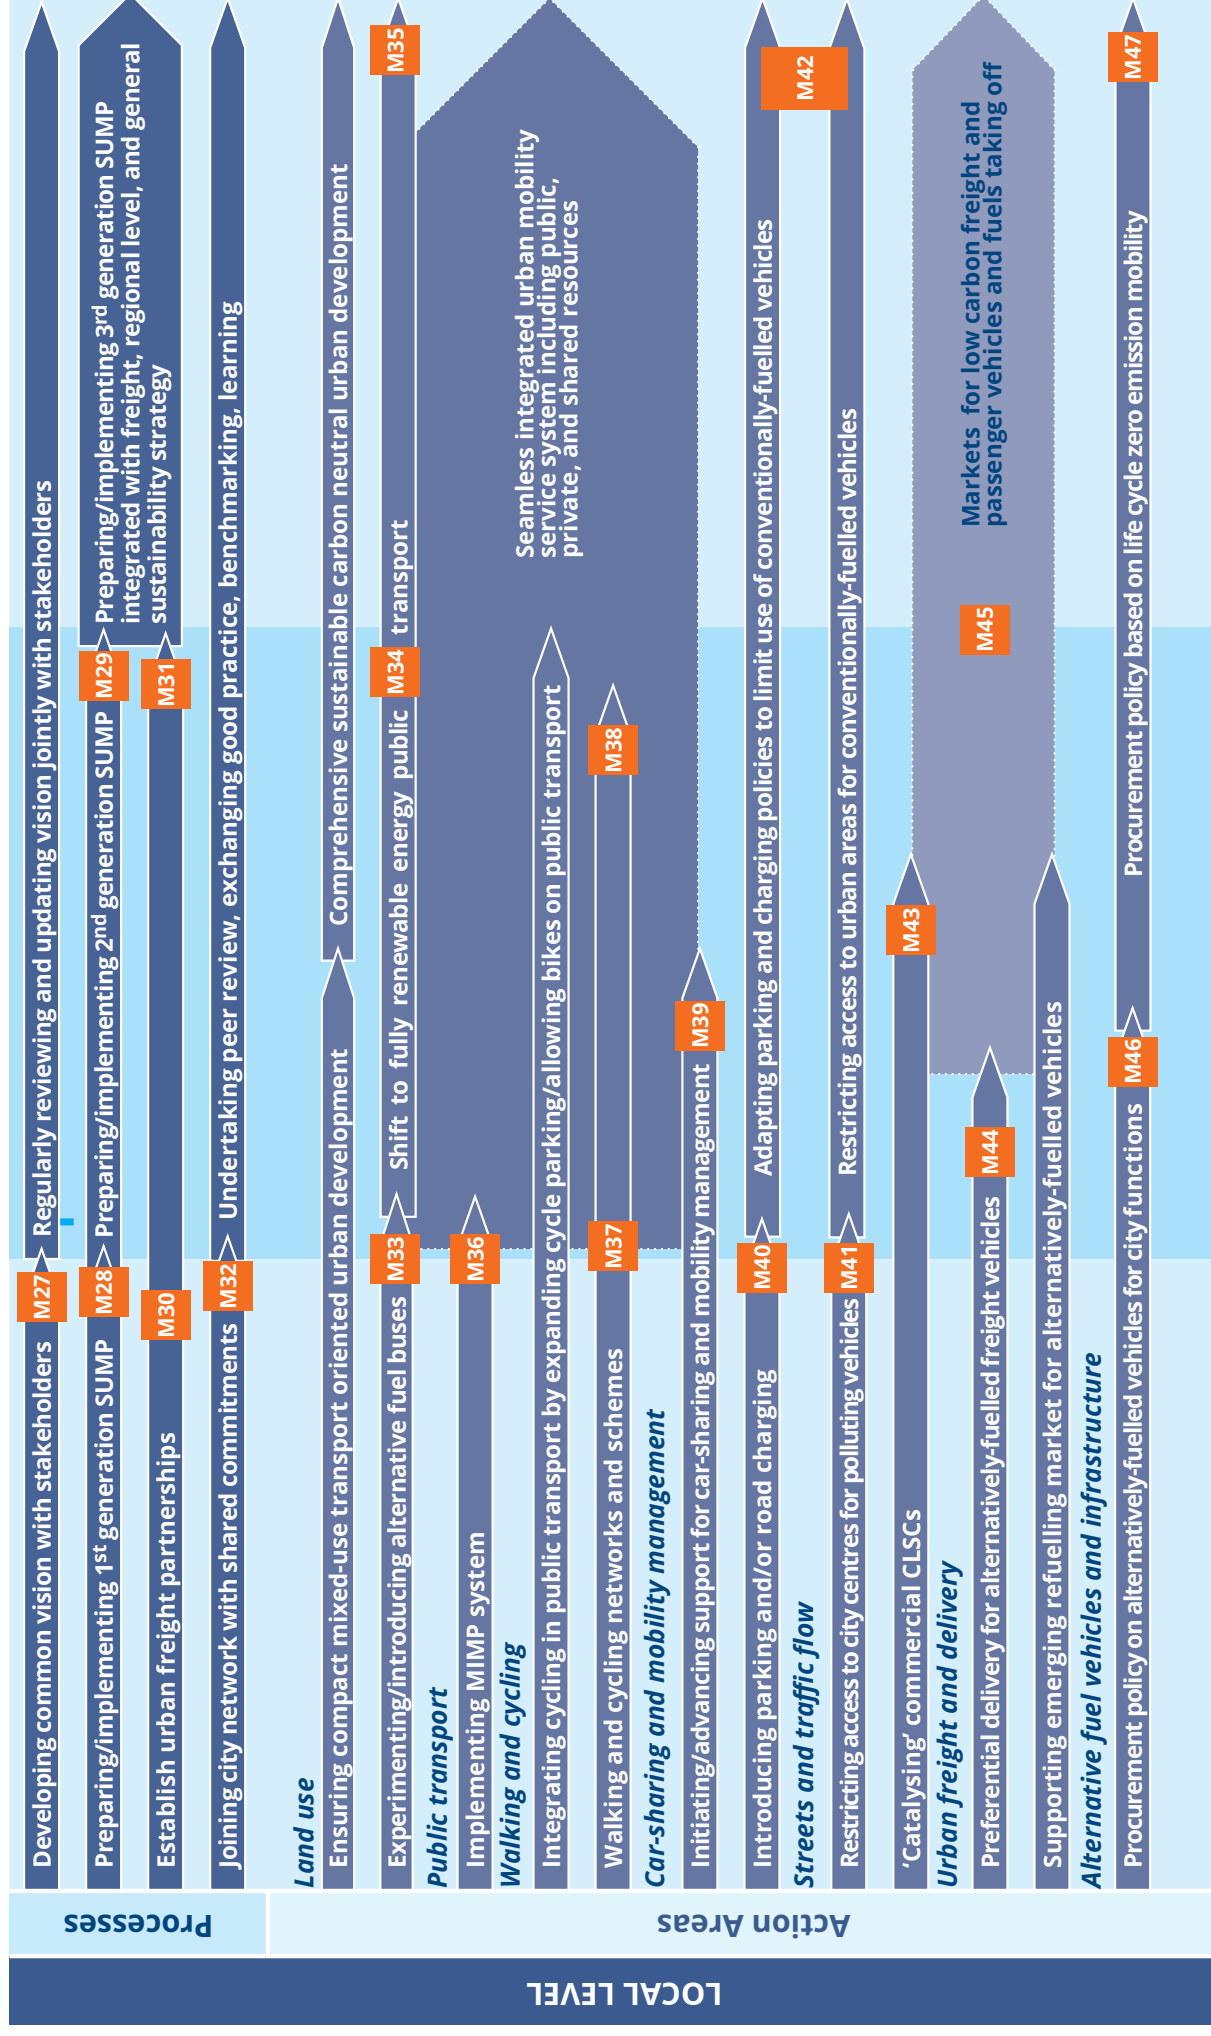 LOCAL LEVEL
Processes
Developing common vision with stakeholders
M27
Regularly reviewing and updating vision jointly with stakeholders
Preparing/implementing 1st generation SUMP
M28
Preparing/implementing 2nd generation SUMP
M29
Preparing/implementing 3rd generation SUMP
integrated with freight, regional level, and general
sustainability strategy
Establish urban freight partnerships
M30
M31
Joining city network with shared commitments
M32
Undertaking peer review, exchanging good practice, benchmarking, learning
Action Areas
Land use
Ensuring compact mixed-use transport oriented urban development
Comprehensive sustainable carbon neutral urban development
Experimenting/introducing alternative fuel buses
M33
Shift to fully renewable energy public transport
M34
M35
Public transport
Implementing MIMP system
M36
Seamless integrated urban mobility
service system including public,
private, and shared resources
Walking and cycling
Integrating cycling in public transport by expanding cycle parking/allowing bikes on public transport
Walking and cycling networks and schemes
M37
M38
Car-sharing and mobility management
Initiating/advancing support for car-sharing and mobility management
M39
Introducing parking and/or road charging
M40
Adapting parking and charging policies to limit use of conventionally-fuelled vehicles
M42
Streets and traffic flow
Restricting access to city centres for polluting vehicles
M41
Restricting access to urban areas for conventionally-fuelled vehicles
‘Catalysing’ commercial CLSCs
M43
Urban freight and delivery
Preferential delivery for alternatively-fuelled freight vehicles
M44
M45
Markets for low carbon freight and
passenger vehicles and fuels taking off
Supporting emerging refuelling market for alternatively-fuelled vehicles
Alternative fuel vehicles and infrastructure
Procurement policy on alternatively-fuelled vehicles for city functions
M46
Procurement policy based on life cycle zero emission mobility
M47